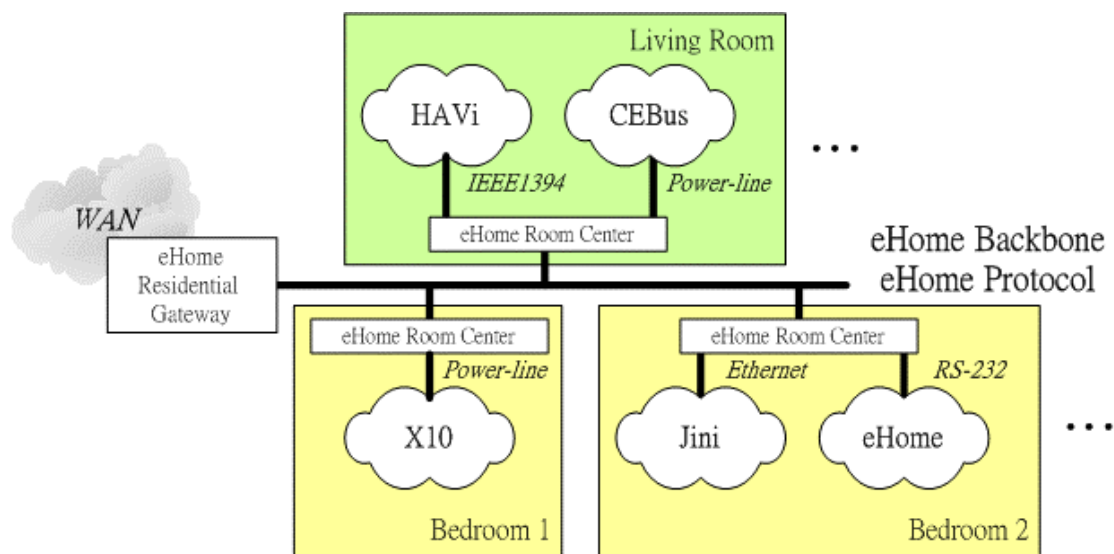 Living Room
HAVi
CEBus
...
IEEE1394
Power-line
WAN
eHome Room Center
eHome
Residential
Gateway
eHome Backbone
eHome Protocol
eHome Room Center
eHome Room Center
Power-line
Ethernet
RS-232
X10
Jini
eHome
...
Bedroom 1
Bedroom 2